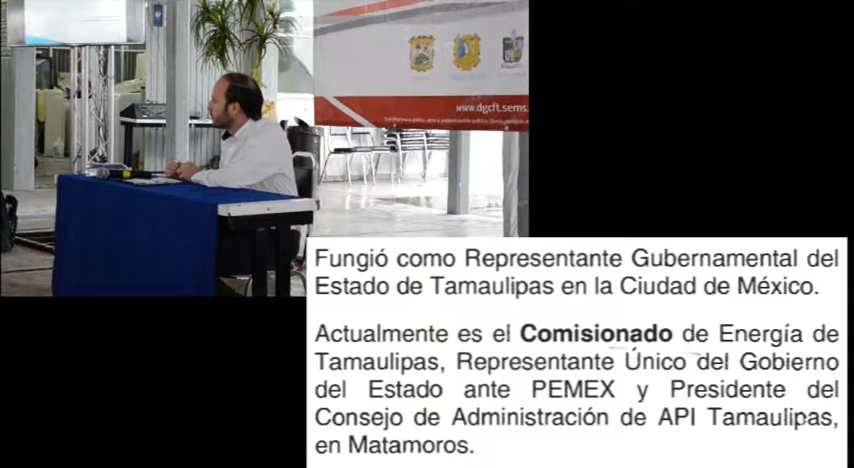 www.dgcft.sems.
Fungió como Representante Gubernamental del
Estado de Tamaulipas en la Ciudad de México.
Actualmente es el Comisionado de Energía de
Tamaulipas, Representante Único del Gobierno
del Estado ante PEMEX y Presidente del
Consejo de Administración de API Tamaulipas,
en Matamoros.